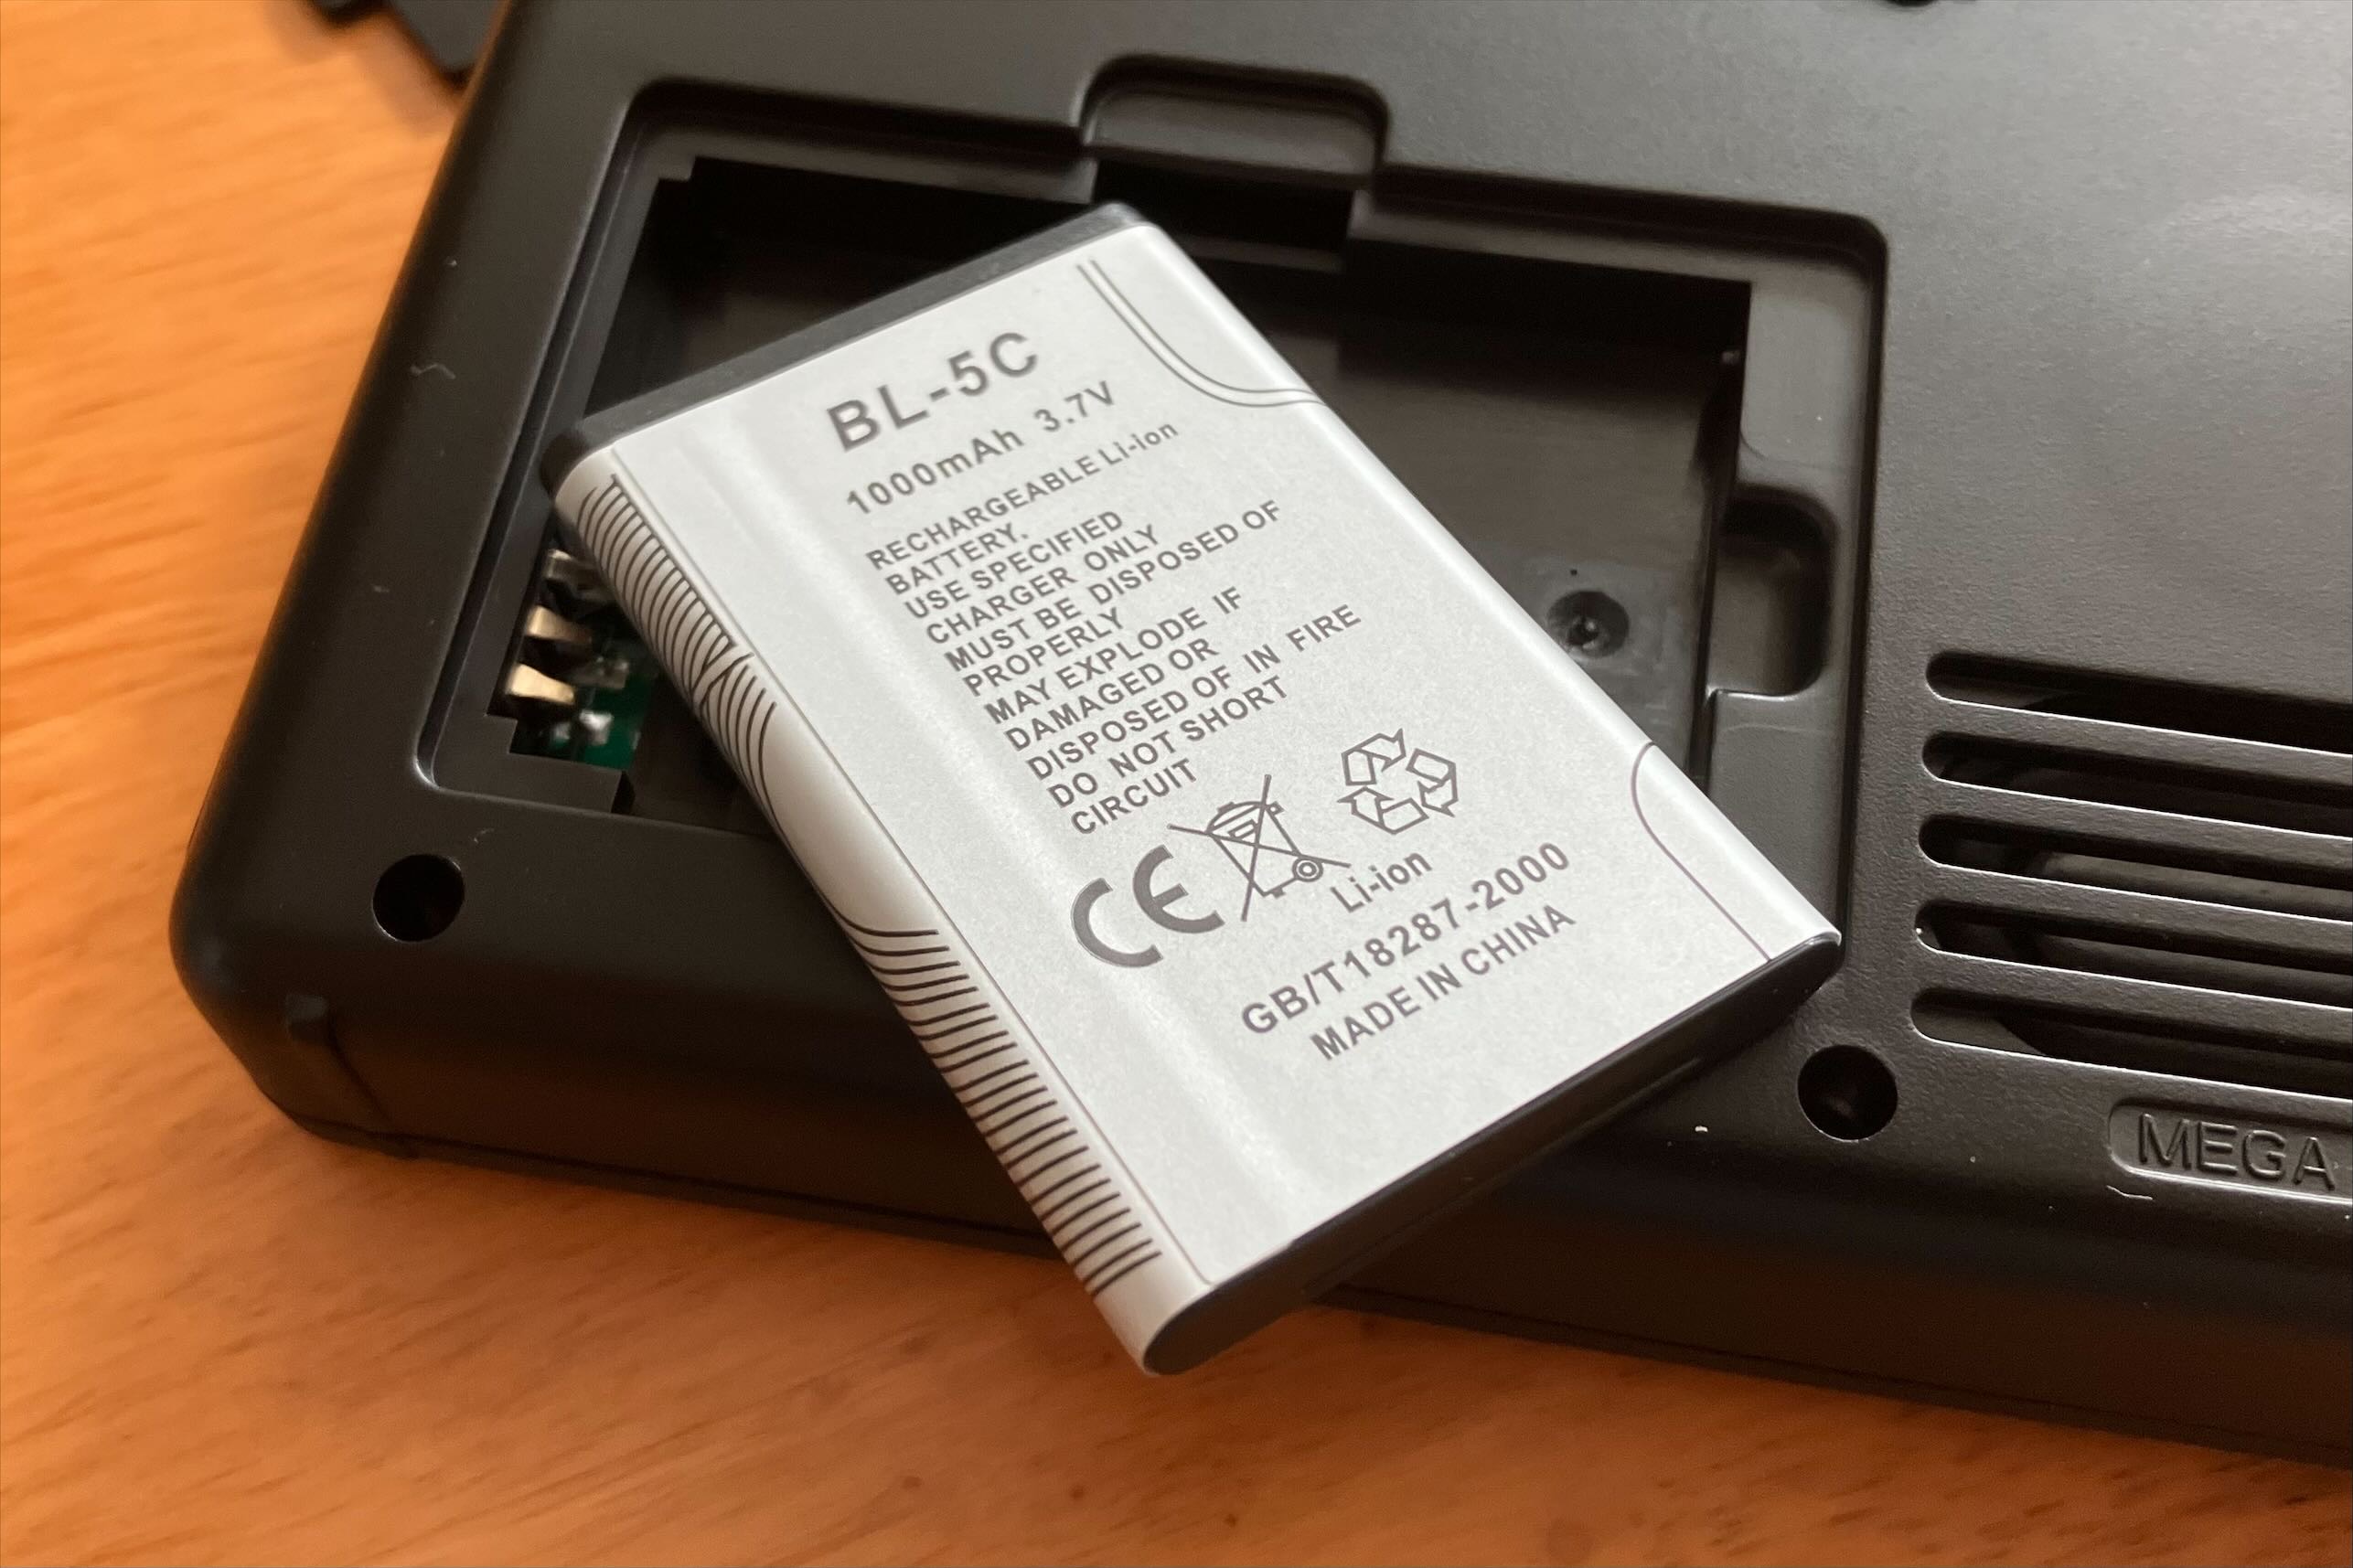 BL-5C
1000mAh 3.7V
RECHARGEABLE Li-ion
BATTERY.
USE SPECIFIED
CHARGER ONLY
MUST BE DISPOSED OF
PROPERLY
MAY EXPLODE IF
DAMAGED OR
DISPOSED OF IN FIRE
DO NOT SHORT
CIRCUIT
CE
Li-ion
GB/T18287-2000
MADE IN CHINA
MEGA